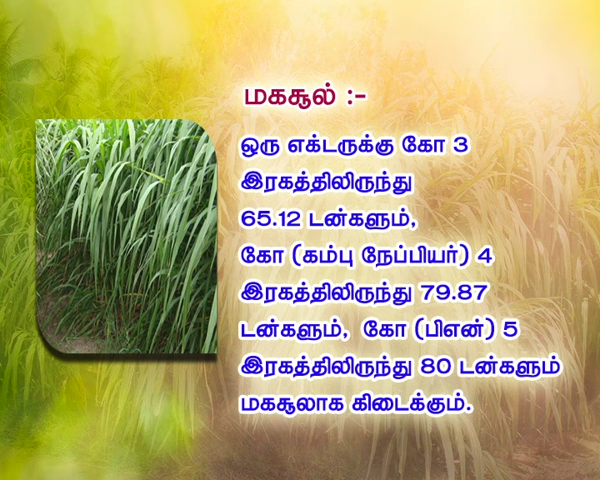 மகசூல் :-
ஒரு எக்டருக்கு கோ 3
இரகத்திலிருந்து
65.12 டன்களும்,
கோ (கம்பு நேப்பியர்) 4
இரகத்திலிருந்து 79.87
டன்களும், கோ (பிஎன்) 5
இரகத்திலிருந்து 80 டன்களும்
மகசூலாக கிடைக்கும்.